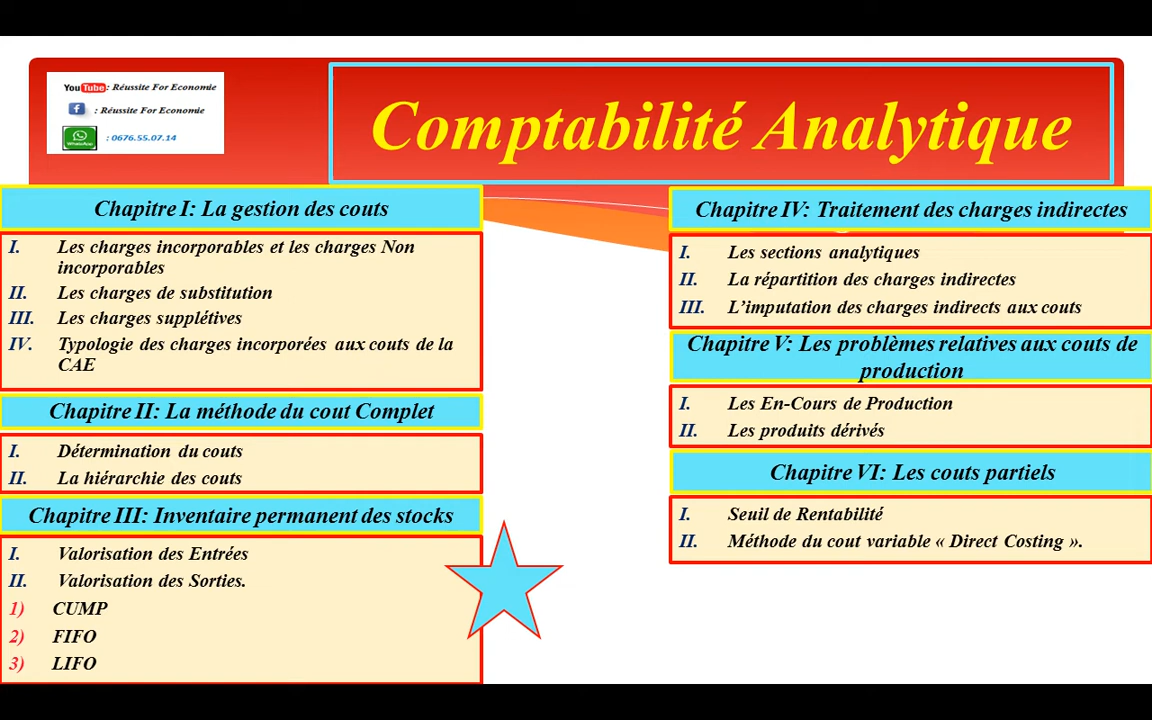 YouTube : Réussite For Economie
: Réussite For Economie
WhatsApp : 0676.55.07.14
Comptabilité Analytique
Chapitre I: La gestion des couts
I. Les charges incorporables et les charges Non
incorporables
II. Les charges de substitution
III. Les charges supplétives
IV. Typologie des charges incorporées aux couts de la
CAE
Chapitre II: La méthode du cout Complet
I. Détermination du couts
II. La hiérarchie des couts
Chapitre III: Inventaire permanent des stocks
I. Valorisation des Entrées
II. Valorisation des Sorties.
1) CUMP
2) FIFO
3) LIFO
Chapitre IV: Traitement des charges indirectes
I. Les sections analytiques
II. La répartition des charges indirectes
III. L’imputation des charges indirects aux couts
Chapitre V: Les problèmes relatives aux couts de
production
I. Les En-Cours de Production
II. Les produits dérivés
Chapitre VI: Les couts partiels
I. Seuil de Rentabilité
II. Méthode du cout variable « Direct Costing ».